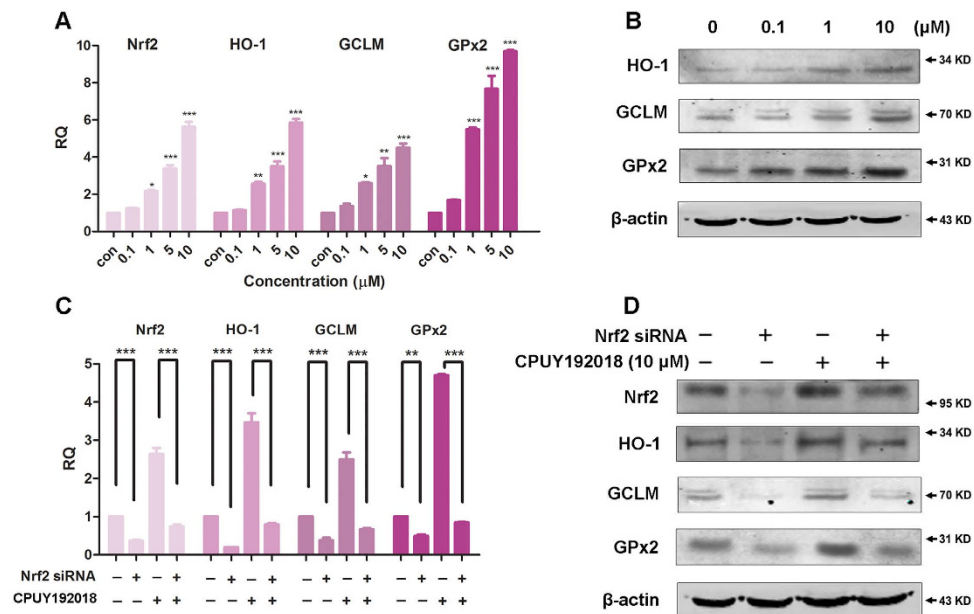 A
Nrf2 HO-1 GCLM GPx2
RQ
10
8
6
4
2
0
* *** ***
** *** ***
* ** ***
*** *** ***
con 0.1 1 5 10 con 0.1 1 5 10 con 0.1 1 5 10 con 0.1 1 5 10
Concentration (μM)
B
0 0.1 1 10 (μM)
HO-1 34 KD
GCLM 70 KD
GPx2 31 KD
β-actin 43 KD
C
Nrf2 HO-1 GCLM GPx2
*** *** *** *** *** *** ** ***
RQ
5
4
3
2
1
0
Nrf2 siRNA − + − + − + − + − + − + − + − +
CPUY192018 − − + + − − + + − − + + − − + +
D
Nrf2 siRNA − + − +
CPUY192018 (10 μM) − − + +
Nrf2 95 KD
HO-1 34 KD
GCLM 70 KD
GPx2 31 KD
β-actin 43 KD